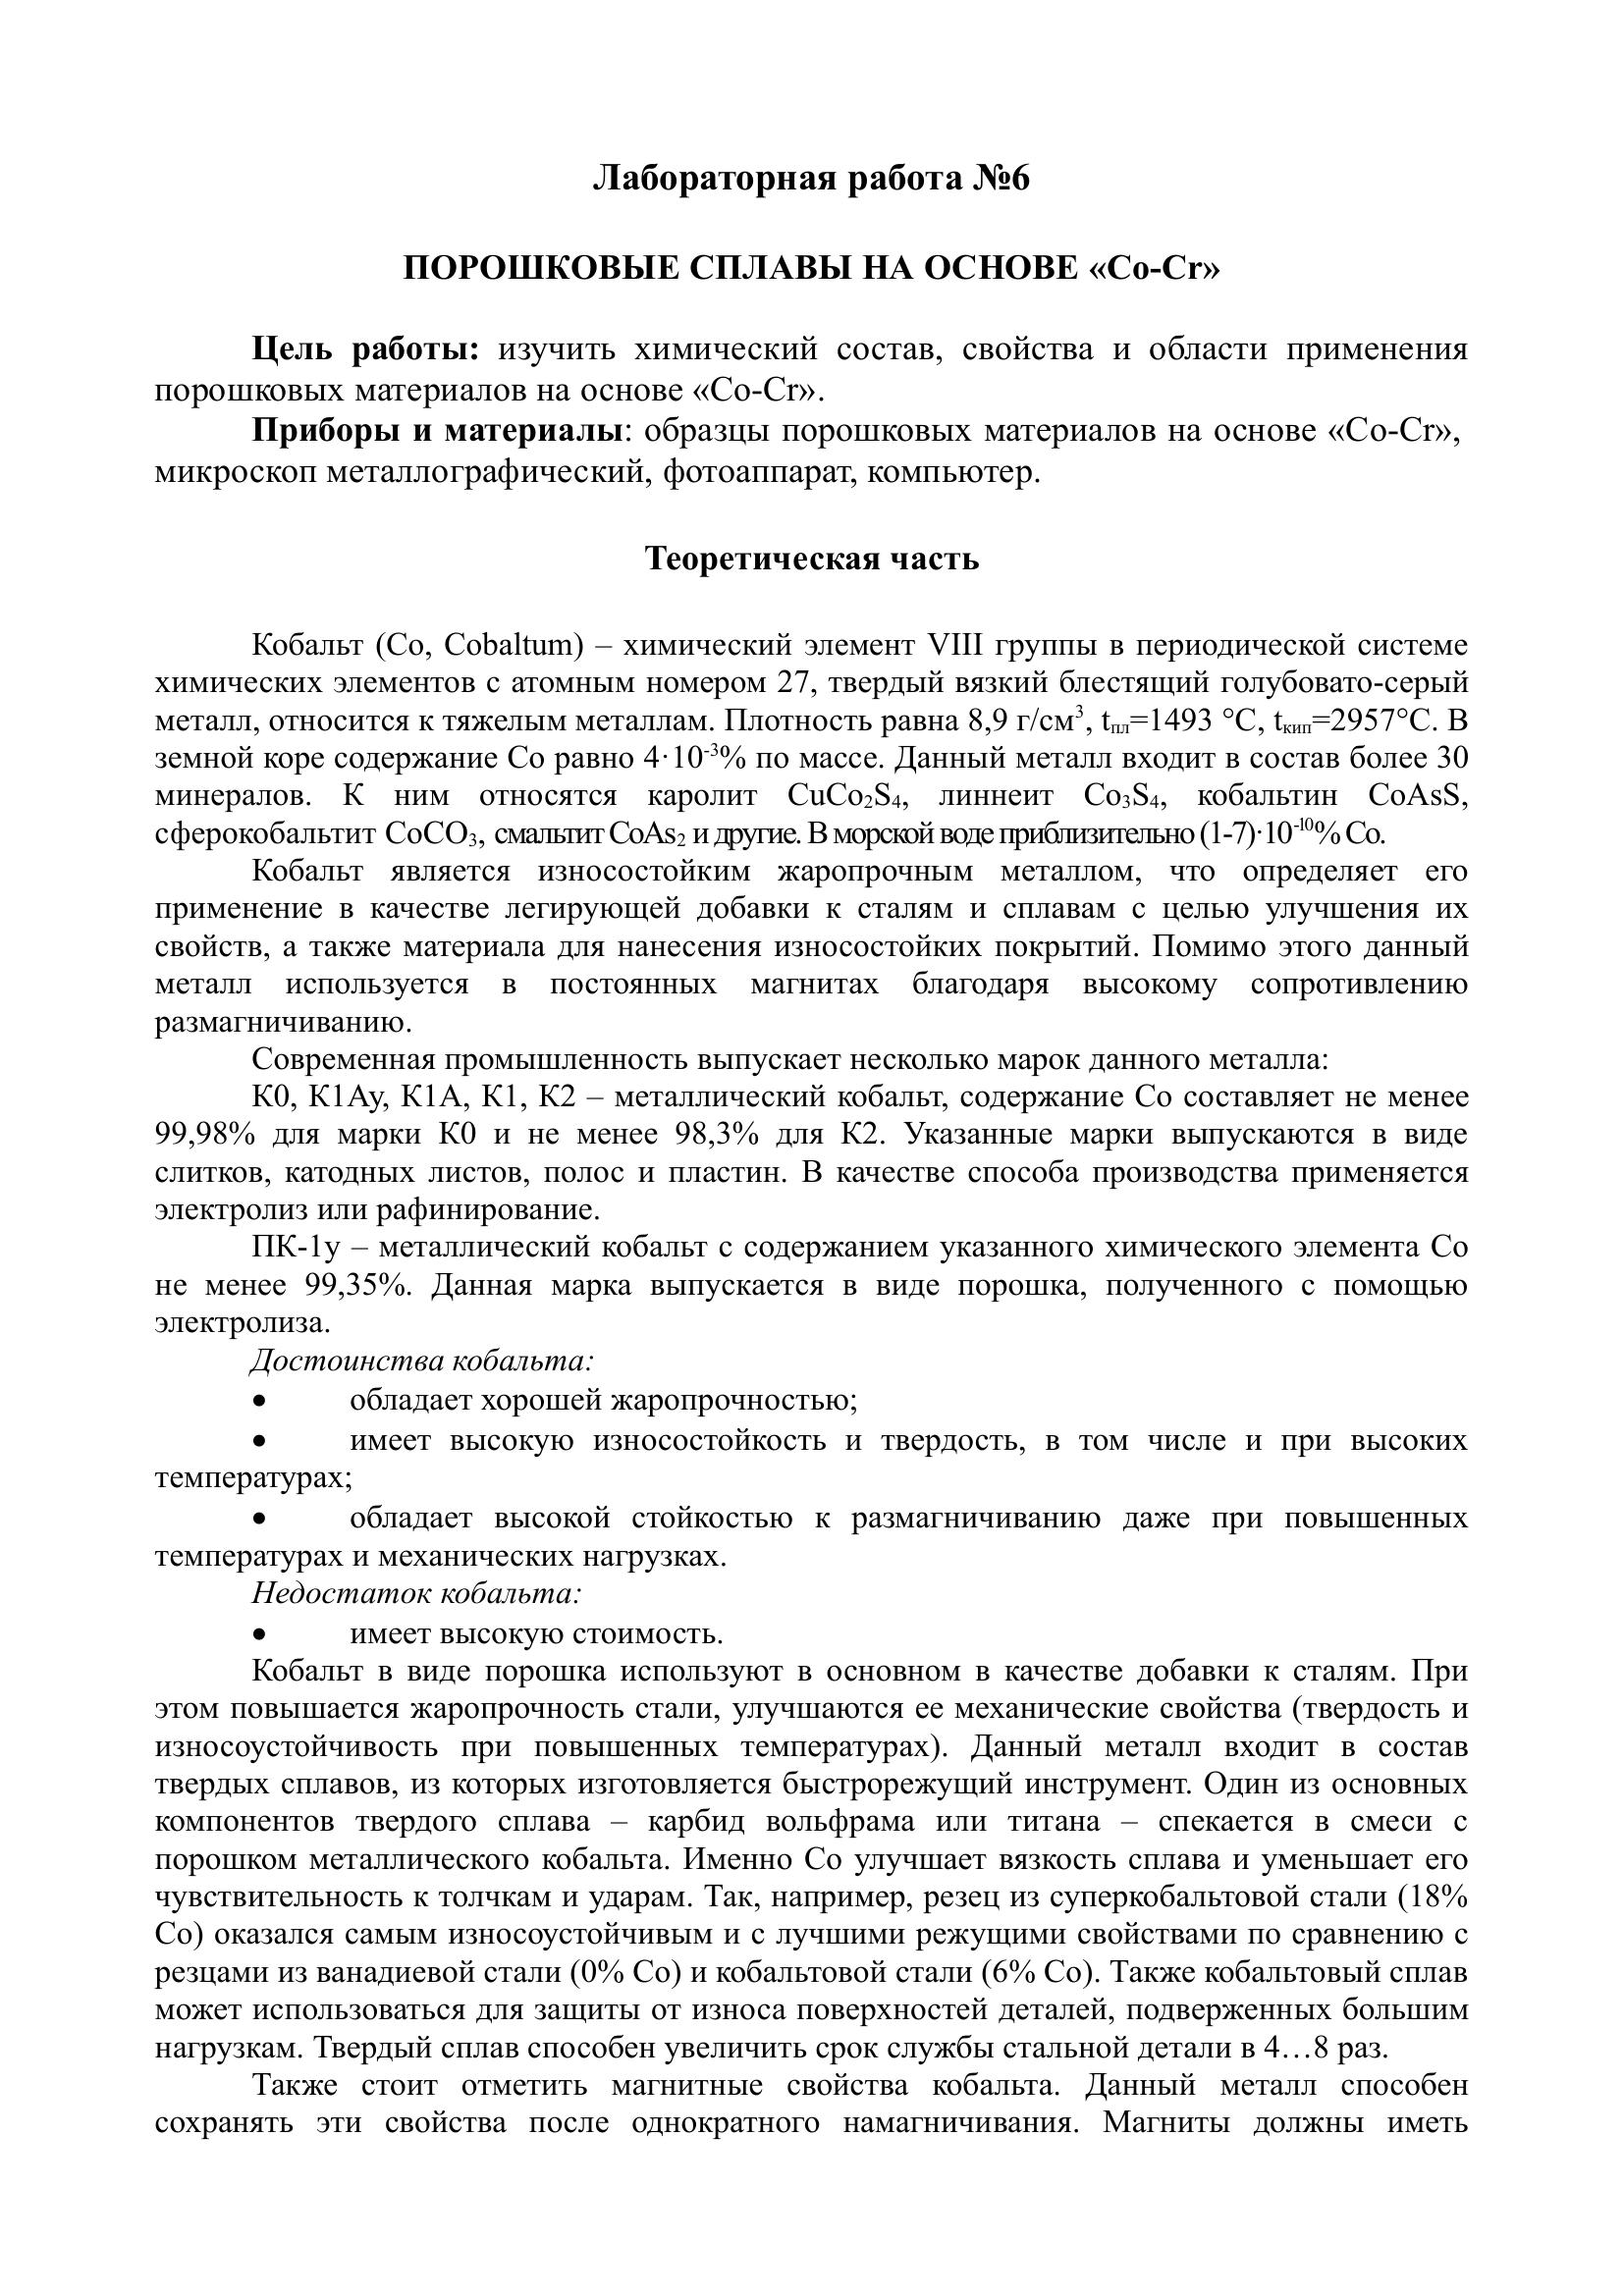 Лабораторная работа №6
ПОРОШКОВЫЕ СПЛАВЫ НА ОСНОВЕ «Co-Cr»
Цель работы: изучить химический состав, свойства и области применения
порошковых материалов на основе «Co-Cr».
Приборы и материалы: образцы порошковых материалов на основе «Co-Cr»,
микроскоп металлографический, фотоаппарат, компьютер.
Теоретическая часть
Кобальт (Co, Cobaltum) – химический элемент VIII группы в периодической системе
химических элементов с атомным номером 27, твердый вязкий блестящий голубовато-серый
металл, относится к тяжелым металлам. Плотность равна 8,9 г/см³, tпл=1493 °C, tкип=2957°C. В
земной коре содержание Co равно 4·10⁻³% по массе. Данный металл входит в состав более 30
минералов. К ним относятся каролит CuCo₂S₄, линнеит Co₃S₄, кобальтин CoAsS,
сферокобальтит CoCO₃, смальтит CoAs₂ и другие. В морской воде приблизительно (1-7)·10⁻¹⁰% Co.
Кобальт является износостойким жаропрочным металлом, что определяет его
применение в качестве легирующей добавки к сталям и сплавам с целью улучшения их
свойств, а также материала для нанесения износостойких покрытий. Помимо этого данный
металл используется в постоянных магнитах благодаря высокому сопротивлению
размагничиванию.
Современная промышленность выпускает несколько марок данного металла:
К0, К1Ау, К1А, К1, К2 – металлический кобальт, содержание Co составляет не менее
99,98% для марки К0 и не менее 98,3% для К2. Указанные марки выпускаются в виде
слитков, катодных листов, полос и пластин. В качестве способа производства применяется
электролиз или рафинирование.
ПК-1у – металлический кобальт с содержанием указанного химического элемента Co
не менее 99,35%. Данная марка выпускается в виде порошка, полученного с помощью
электролиза.
Достоинства кобальта:
• обладает хорошей жаропрочностью;
• имеет высокую износостойкость и твердость, в том числе и при высоких
температурах;
• обладает высокой стойкостью к размагничиванию даже при повышенных
температурах и механических нагрузках.
Недостаток кобальта:
• имеет высокую стоимость.
Кобальт в виде порошка используют в основном в качестве добавки к сталям. При
этом повышается жаропрочность стали, улучшаются ее механические свойства (твердость и
износоустойчивость при повышенных температурах). Данный металл входит в состав
твердых сплавов, из которых изготовляется быстрорежущий инструмент. Один из основных
компонентов твердого сплава – карбид вольфрама или титана – спекается в смеси с
порошком металлического кобальта. Именно Co улучшает вязкость сплава и уменьшает его
чувствительность к толчкам и ударам. Так, например, резец из суперкобальтовой стали (18%
Co) оказался самым износоустойчивым и с лучшими режущими свойствами по сравнению с
резцами из ванадиевой стали (0% Co) и кобальтовой стали (6% Co). Также кобальтовый сплав
может использоваться для защиты от износа поверхностей деталей, подверженных большим
нагрузкам. Твердый сплав способен увеличить срок службы стальной детали в 4…8 раз.
Также стоит отметить магнитные свойства кобальта. Данный металл способен
сохранять эти свойства после однократного намагничивания. Магниты должны иметь